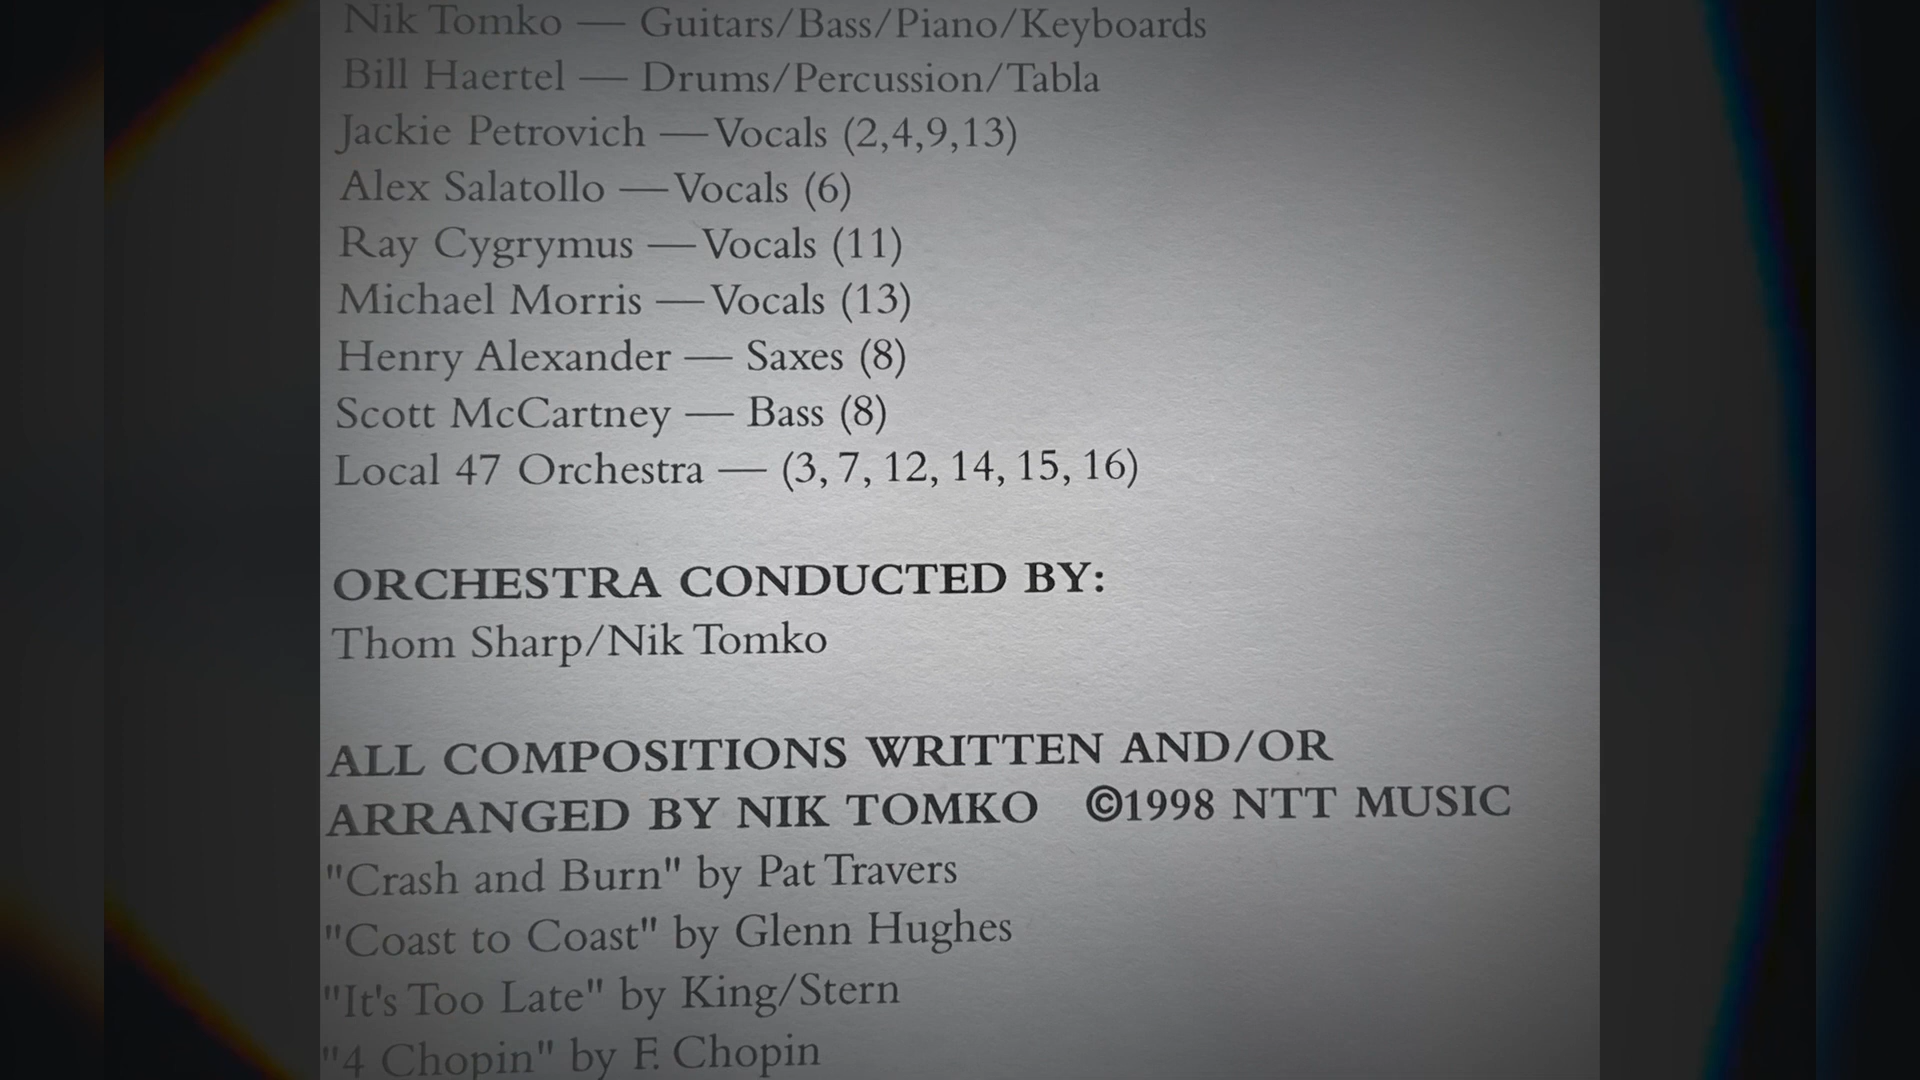 Nik Tomko — Guitars/Bass/Piano/Keyboards
Bill Haertel — Drums/Percussion/Tabla
Jackie Petrovich — Vocals (2,4,9,13)
Alex Salatollo — Vocals (6)
Ray Cygrymus — Vocals (11)
Michael Morris — Vocals (13)
Henry Alexander — Saxes (8)
Scott McCartney — Bass (8)
Local 47 Orchestra — (3, 7, 12, 14, 15, 16)
ORCHESTRA CONDUCTED BY:
Thom Sharp/Nik Tomko
ALL COMPOSITIONS WRITTEN AND/OR
ARRANGED BY NIK TOMKO ©1998 NTT MUSIC
"Crash and Burn" by Pat Travers
"Coast to Coast" by Glenn Hughes
"It's Too Late" by King/Stern
"4 Chopin" by F. Chopin